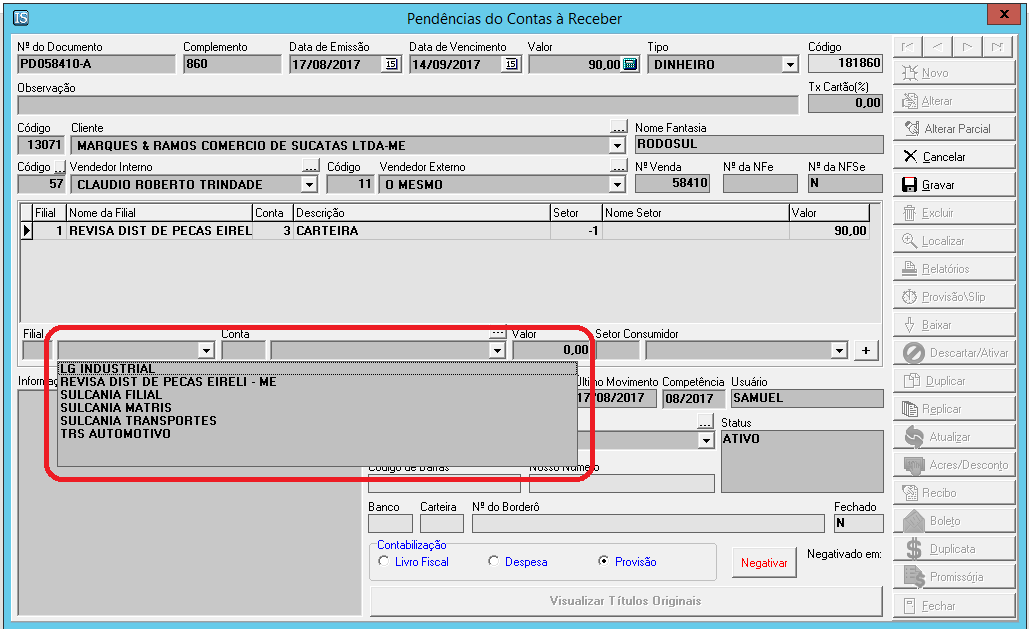 IS
Pendências do Contas à Receber
X
Nº do Documento Complemento Data de Emissão Data de Vencimento Valor Tipo Código
PD058410-A 860 17/08/2017 15 14/09/2017 15 90,00 DINHEIRO 181860
Observação Tx Cartão(%)
0,00
Código Cliente ... Nome Fantasia
13071 MARQUES & RAMOS COMERCIO DE SUCATAS LTDA-ME RODOSUL
Código ... Vendedor Interno ... Código Vendedor Externo ... Nº Venda Nº da NFe Nº da NFSe
57 CLAUDIO ROBERTO TRINDADE 11 O MESMO 58410 N
Filial Nome da Filial Conta Descrição Setor Nome Setor Valor
1 REVISA DIST DE PECAS EIREL 3 CARTEIRA -1 90,00
Filial Conta ... Valor Setor Consumidor
0,00 +
LG INDUSTRIAL
REVISA DIST DE PECAS EIRELI - ME
SULCANIA FILIAL
SULCANIA MATRIS
SULCANIA TRANSPORTES
TRS AUTOMOTIVO
Último Movimento Competência Usuário
17/08/2017 08/2017 SAMUEL
... Status
ATIVO
Código de Barras Nosso Número
Banco Carteira Nº do Borderô Fechado
N
Contabilização
Livro Fiscal Despesa Provisão
Negativar
Negativado em:
Visualizar Títulos Originais
Novo
Alterar
Alterar Parcial
Cancelar
Gravar
Excluir
Localizar
Relatórios
Provisão\Slip
Baixar
Descartar/Ativar
Duplicar
Replicar
Atualizar
Acres/Desconto
Recibo
Boleto
Duplicata
Promissória
Fechar